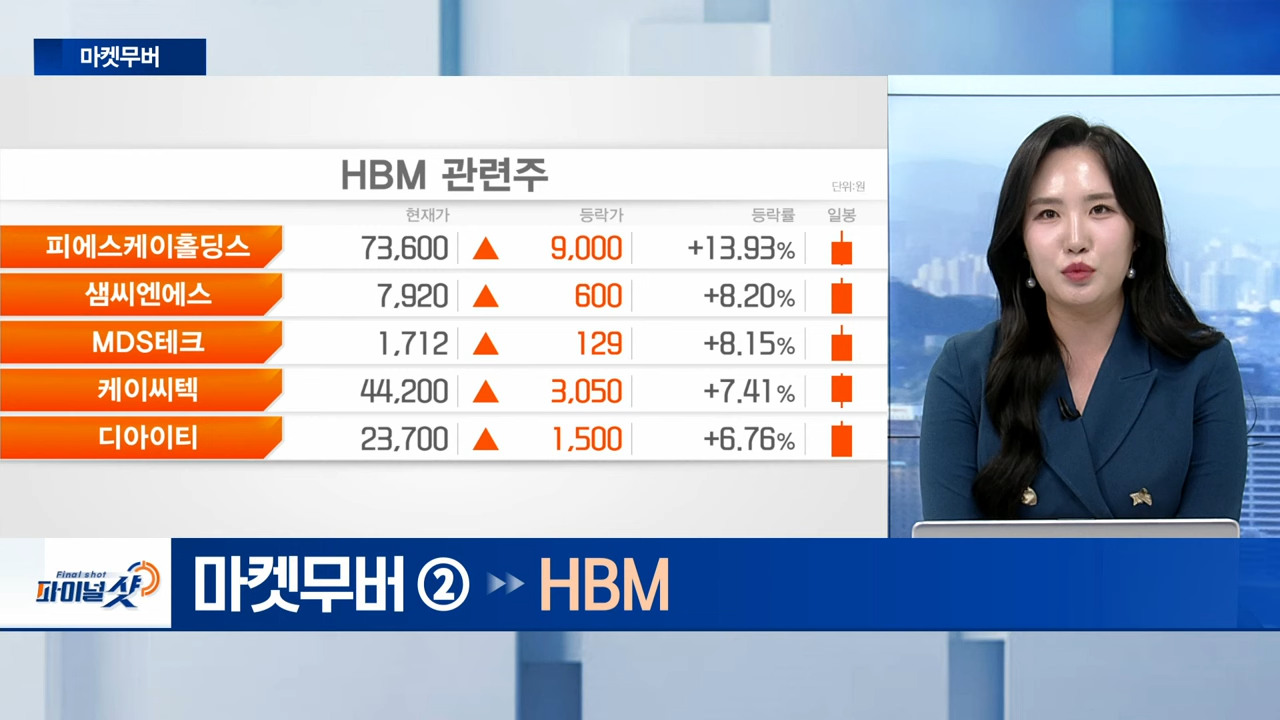 마켓무버
HBM 관련주
단위:원
현재가 등락가 등락률 일봉
피에스케이홀딩스 73,600 ▲ 9,000 +13.93%
샘씨엔에스 7,920 ▲ 600 +8.20%
MDS테크 1,712 ▲ 129 +8.15%
케이씨텍 44,200 ▲ 3,050 +7.41%
디아이티 23,700 ▲ 1,500 +6.76%
Final shot
파이널샷
마켓무버 ② HBM